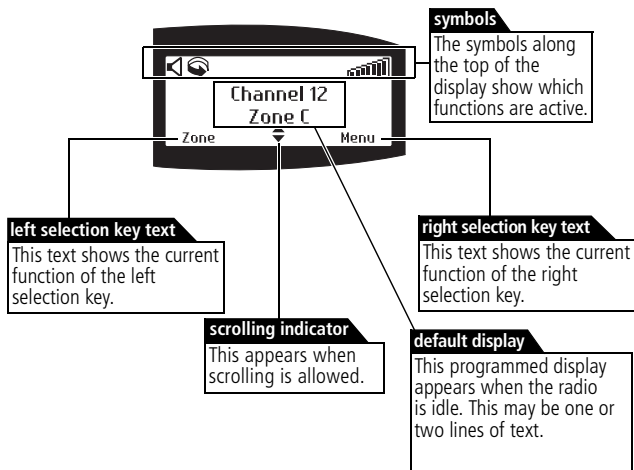 symbols
The symbols along
the top of the
display show which
functions are active.
Channel 12
Zone C
Zone
Menu
left selection key text
This text shows the current
function of the left
selection key.
right selection key text
This text shows the current
function of the right
selection key.
scrolling indicator
This appears when
scrolling is allowed.
default display
This programmed display
appears when the radio
is idle. This may be one or
two lines of text.